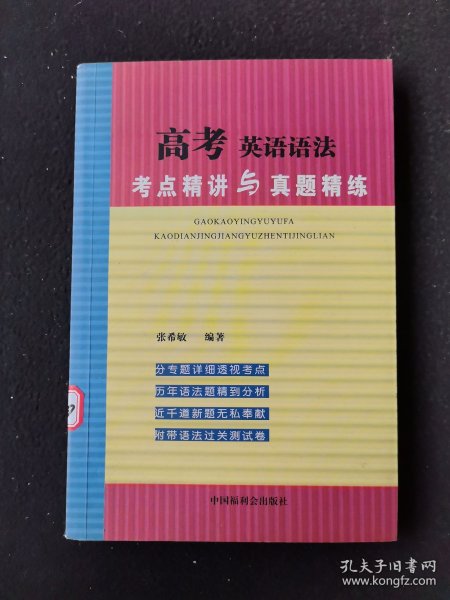 高考 英语语法
考点精讲与真题精练
GAOKAOYINGYUYUFA
KAODIANJINGJIANGYUZHENTIJINGLIAN
张希敏 编著
分专题详细透视考点
历年语法题精到分析
近千道新题无私奉献
附带语法过关测试卷
中国福利会出版社
孔夫子旧书网
www.kongfz.com